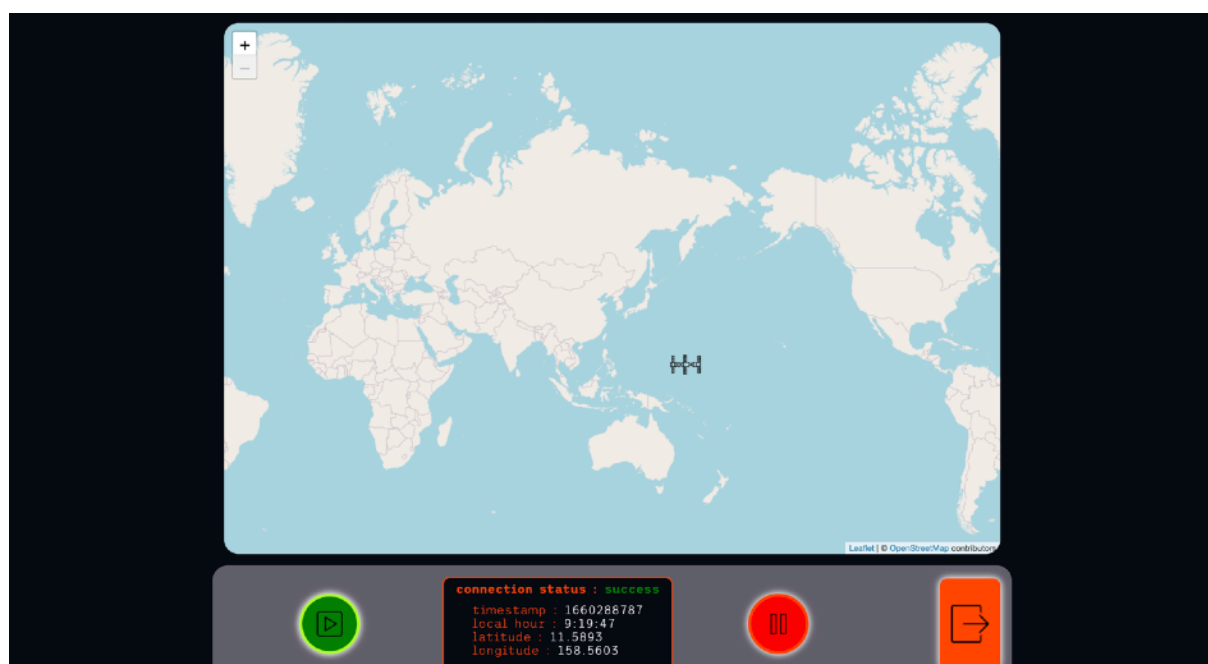 +
−
Leaflet | © OpenStreetMap contributors
connection status : success
timestamp : 1660288787
local hour : 9:19:47
latitude : 11.5893
longitude : 158.5603